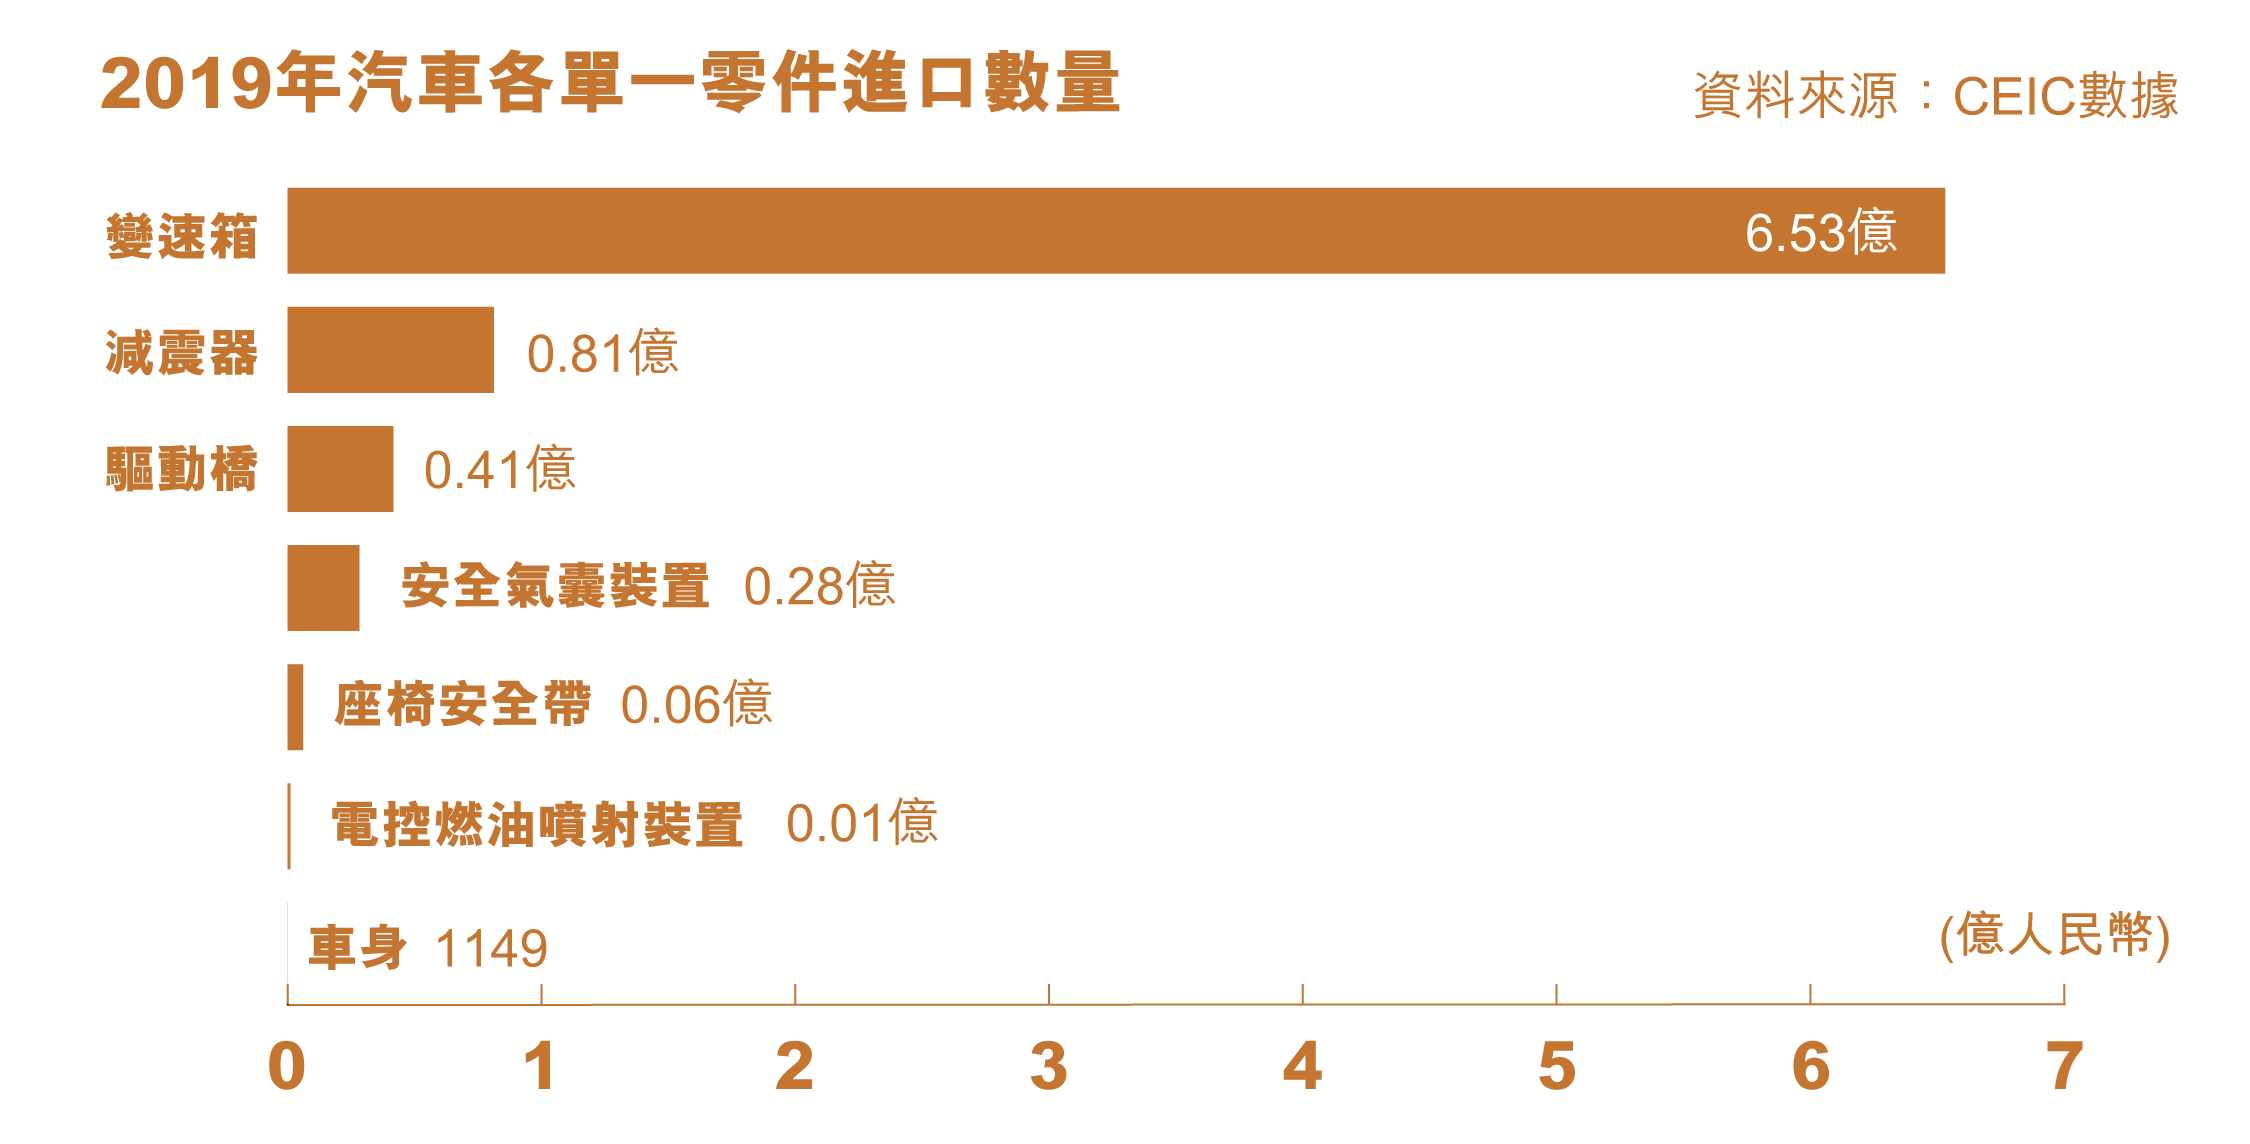 2019年汽車各單一零件進口數量
資料來源：CEIC數據
變速箱 6.53億
減震器 0.81億
驅動橋 0.41億
安全氣囊裝置 0.28億
座椅安全帶 0.06億
電控燃油噴射裝置 0.01億
車身 1149
(億人民幣)
0 1 2 3 4 5 6 7